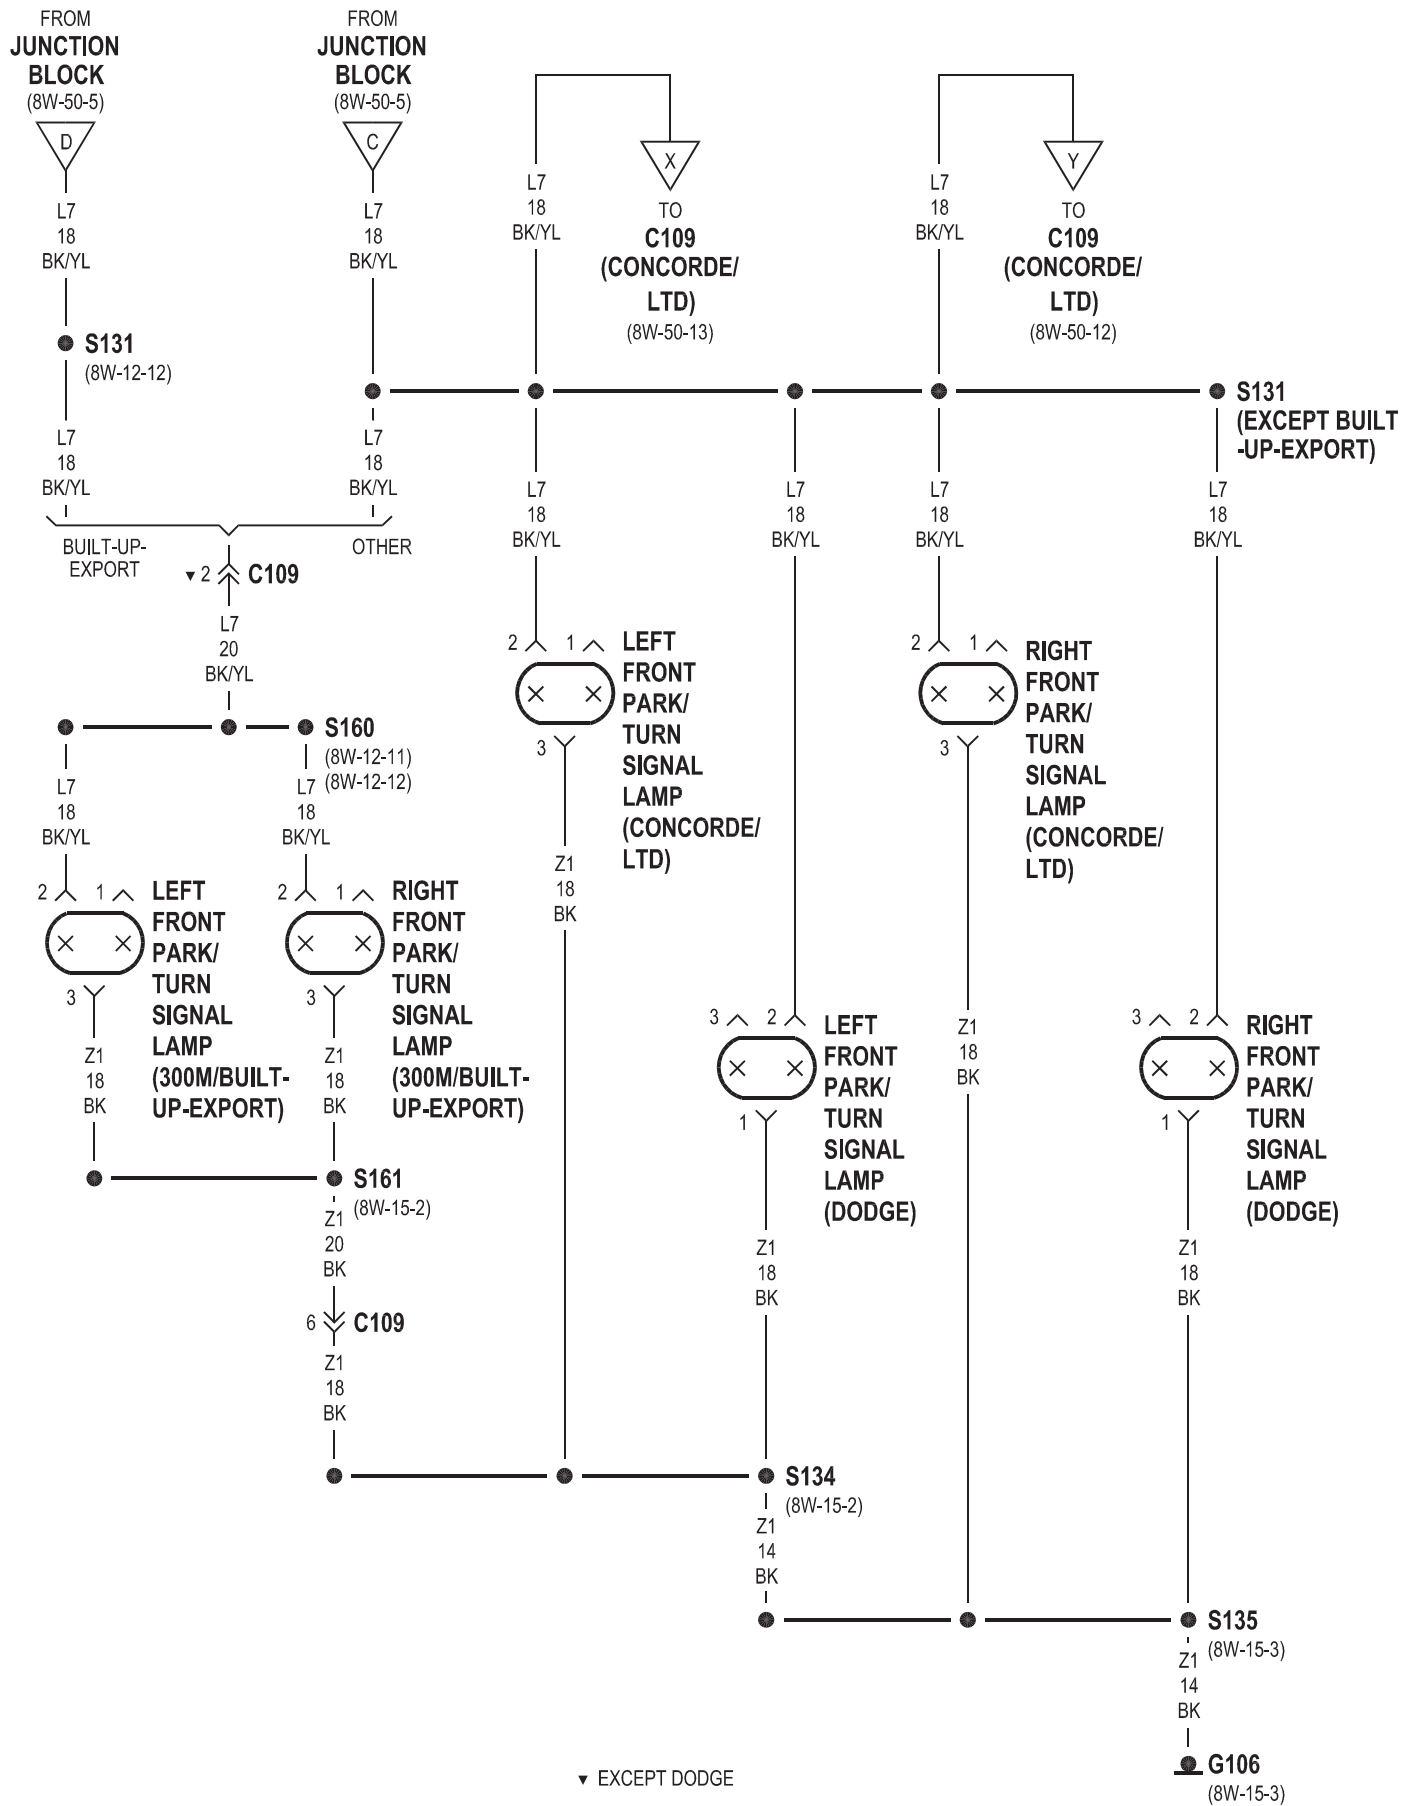 FROM
JUNCTION
BLOCK
(8W-50-5)
D
L7
18
BK/YL
S131
(8W-12-12)
L7
18
BK/YL
BUILT-UP-
EXPORT
FROM
JUNCTION
BLOCK
(8W-50-5)
C
L7
18
BK/YL
L7
18
BK/YL
OTHER
▼ 2
C109
L7
20
BK/YL
S160
(8W-12-11)
(8W-12-12)
L7
18
BK/YL
L7
18
BK/YL
2
1
LEFT
FRONT
PARK/
TURN
SIGNAL
LAMP
(300M/BUILT-
UP-EXPORT)
3
Z1
18
BK
2
1
RIGHT
FRONT
PARK/
TURN
SIGNAL
LAMP
(300M/BUILT-
UP-EXPORT)
3
Z1
18
BK
S161
(8W-15-2)
Z1
20
BK
6
C109
Z1
18
BK
L7
18
BK/YL
X
TO
C109
(CONCORDE/
LTD)
(8W-50-13)
L7
18
BK/YL
2
1
LEFT
FRONT
PARK/
TURN
SIGNAL
LAMP
(CONCORDE/
LTD)
3
Z1
18
BK
L7
18
BK/YL
3
2
LEFT
FRONT
PARK/
TURN
SIGNAL
LAMP
(DODGE)
1
Z1
18
BK
S134
(8W-15-2)
Z1
14
BK
L7
18
BK/YL
Y
TO
C109
(CONCORDE/
LTD)
(8W-50-12)
L7
18
BK/YL
2
1
RIGHT
FRONT
PARK/
TURN
SIGNAL
LAMP
(CONCORDE/
LTD)
3
Z1
18
BK
S131
(EXCEPT BUILT
-UP-EXPORT)
L7
18
BK/YL
3
2
RIGHT
FRONT
PARK/
TURN
SIGNAL
LAMP
(DODGE)
1
Z1
18
BK
S135
(8W-15-3)
Z1
14
BK
G106
(8W-15-3)
▼ EXCEPT DODGE